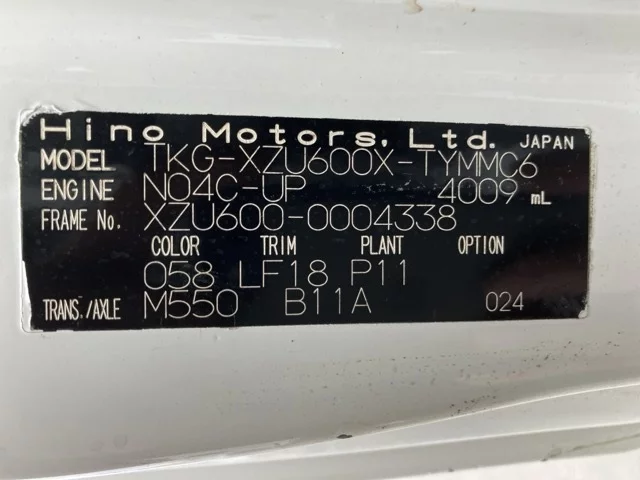 Hino Motors, Ltd. JAPAN
MODEL TKG-XZU600X-TYMMC6
ENGINE N04C-UP 4009 mL
FRAME No. XZU600-0004338
COLOR TRIM PLANT OPTION
058 LF18 P11
TRANS./AXLE M550 B11A 024